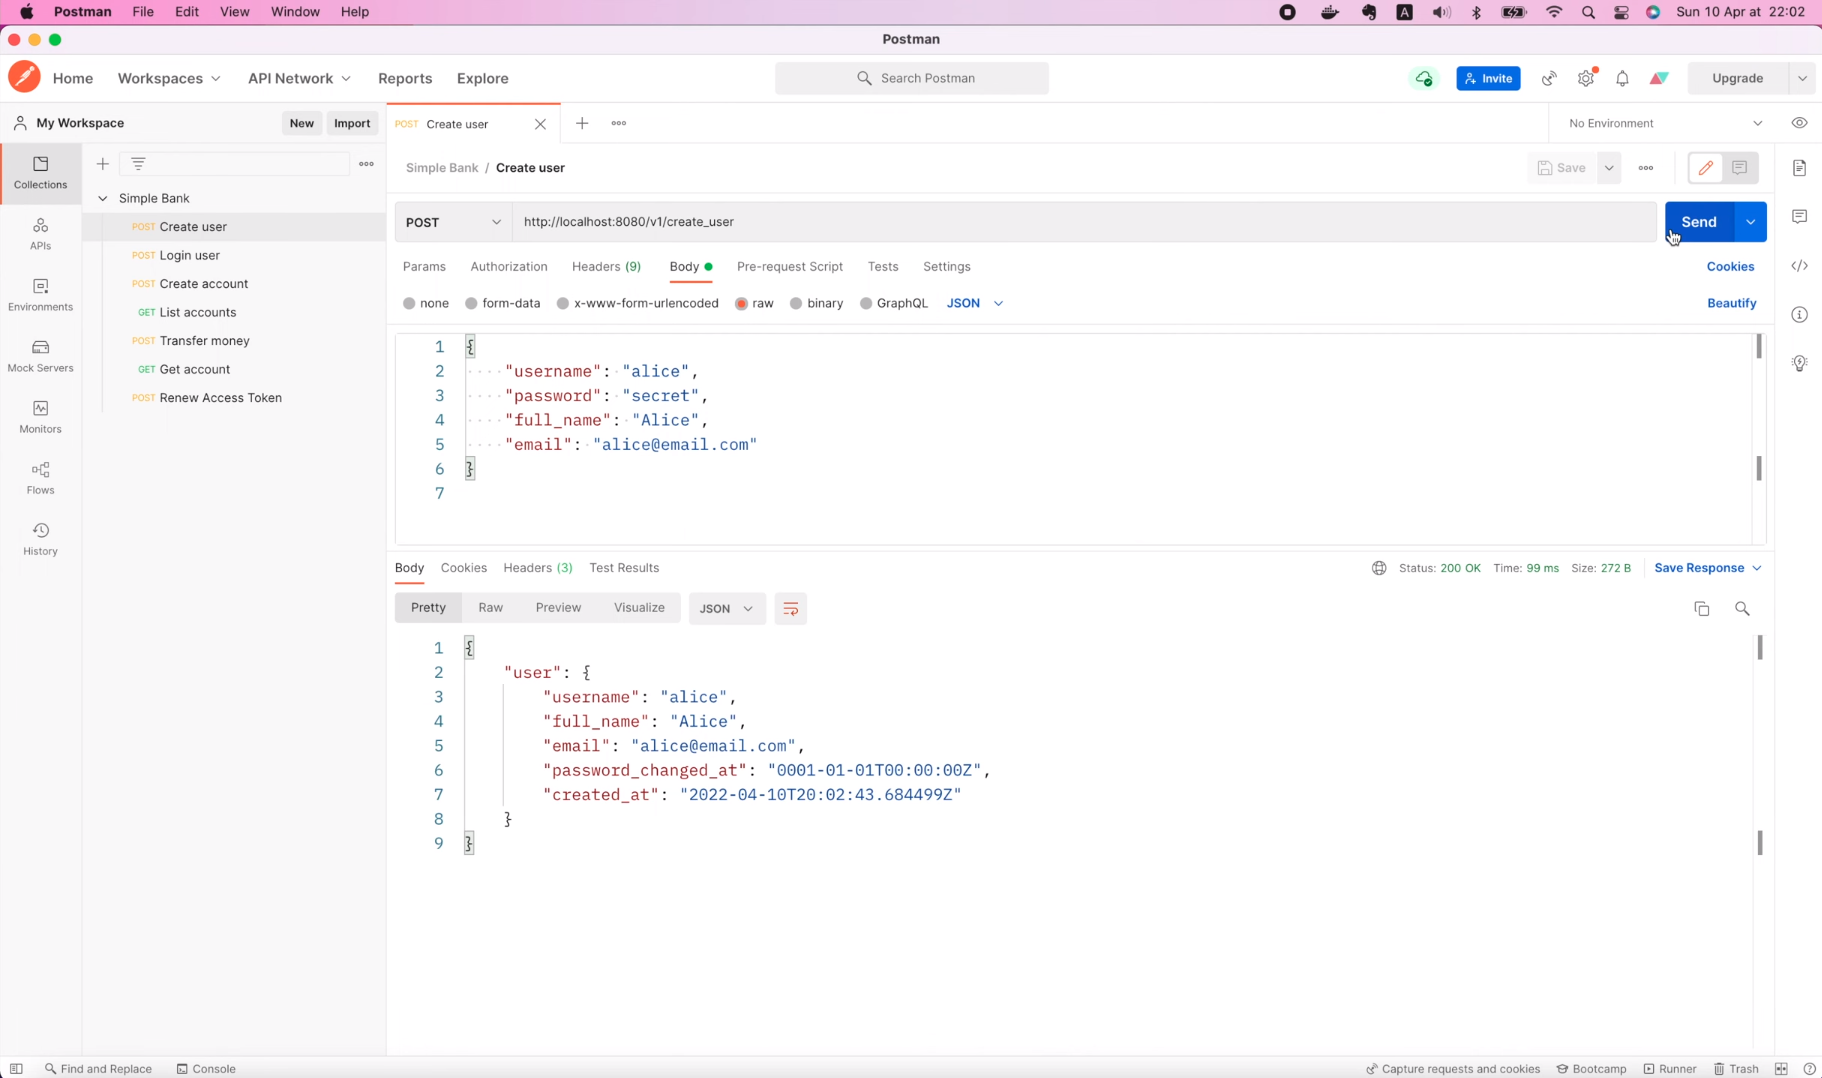 Postman File Edit View Window Help A Sun 10 Apr at 22:02
Postman
Home Workspaces API Network Reports Explore Search Postman Invite Upgrade
My Workspace New Import POST Create user No Environment
Collections
APIs
Environments
Mock Servers
Monitors
Flows
History
Simple Bank
POST Create user
POST Login user
POST Create account
GET List accounts
POST Transfer money
GET Get account
POST Renew Access Token
Simple Bank / Create user Save
POST http://localhost:8080/v1/create_user Send
Params Authorization Headers (9) Body Pre-request Script Tests Settings Cookies
none form-data x-www-form-urlencoded raw binary GraphQL JSON Beautify
1 {
2 "username": "alice",
3 "password": "secret",
4 "full_name": "Alice",
5 "email": "alice@email.com"
6 }
7
Body Cookies Headers (3) Test Results Status: 200 OK Time: 99 ms Size: 272 B Save Response
Pretty Raw Preview Visualize JSON
1 {
2 "user": {
3 "username": "alice",
4 "full_name": "Alice",
5 "email": "alice@email.com",
6 "password_changed_at": "0001-01-01T00:00:00Z",
7 "created_at": "2022-04-10T20:02:43.684499Z"
8 }
9 }
Find and Replace Console Capture requests and cookies Bootcamp Runner Trash